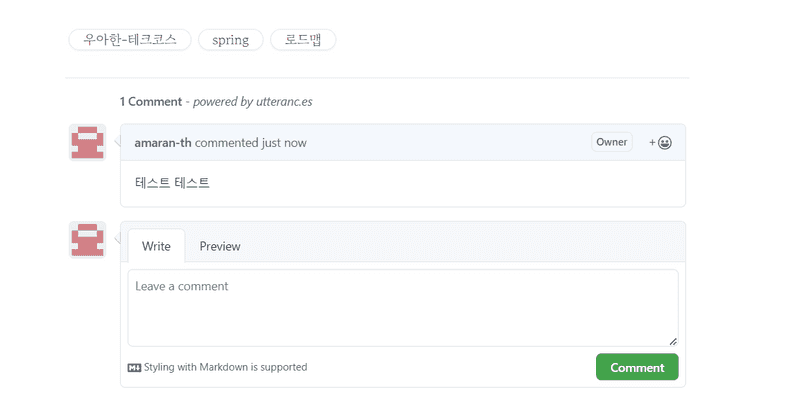 우아한-테크코스 spring 로드맵
1 Comment - powered by utteranc.es
amaran-th commented just now Owner +
테스트 테스트
Write Preview
Leave a comment
M↓ Styling with Markdown is supported Comment